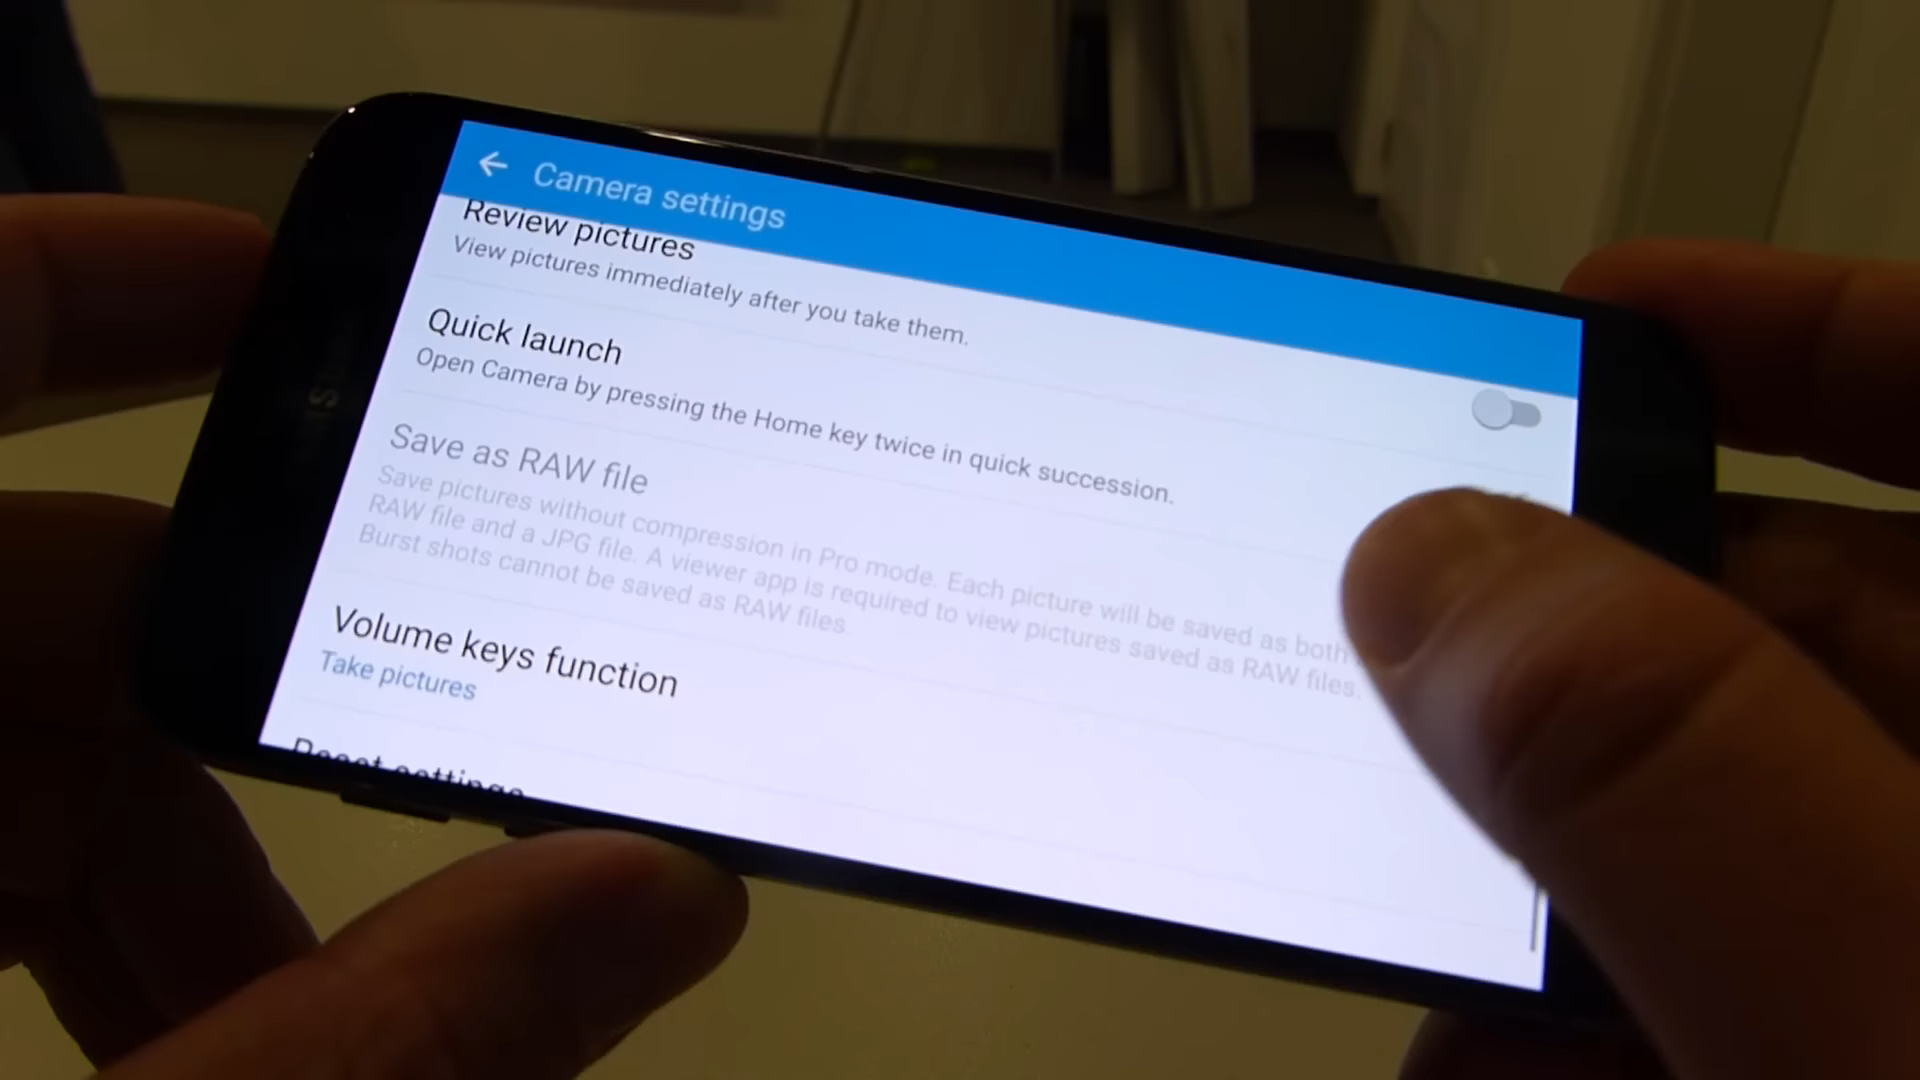 Camera settings
Review pictures
View pictures immediately after you take them.
Quick launch
Open Camera by pressing the Home key twice in quick succession.
Save as RAW file
Save pictures without compression in Pro mode. Each picture will be saved as both
RAW file and a JPG file. A viewer app is required to view pictures saved as RAW files.
Burst shots cannot be saved as RAW files.
Volume keys function
Take pictures
Reset settings